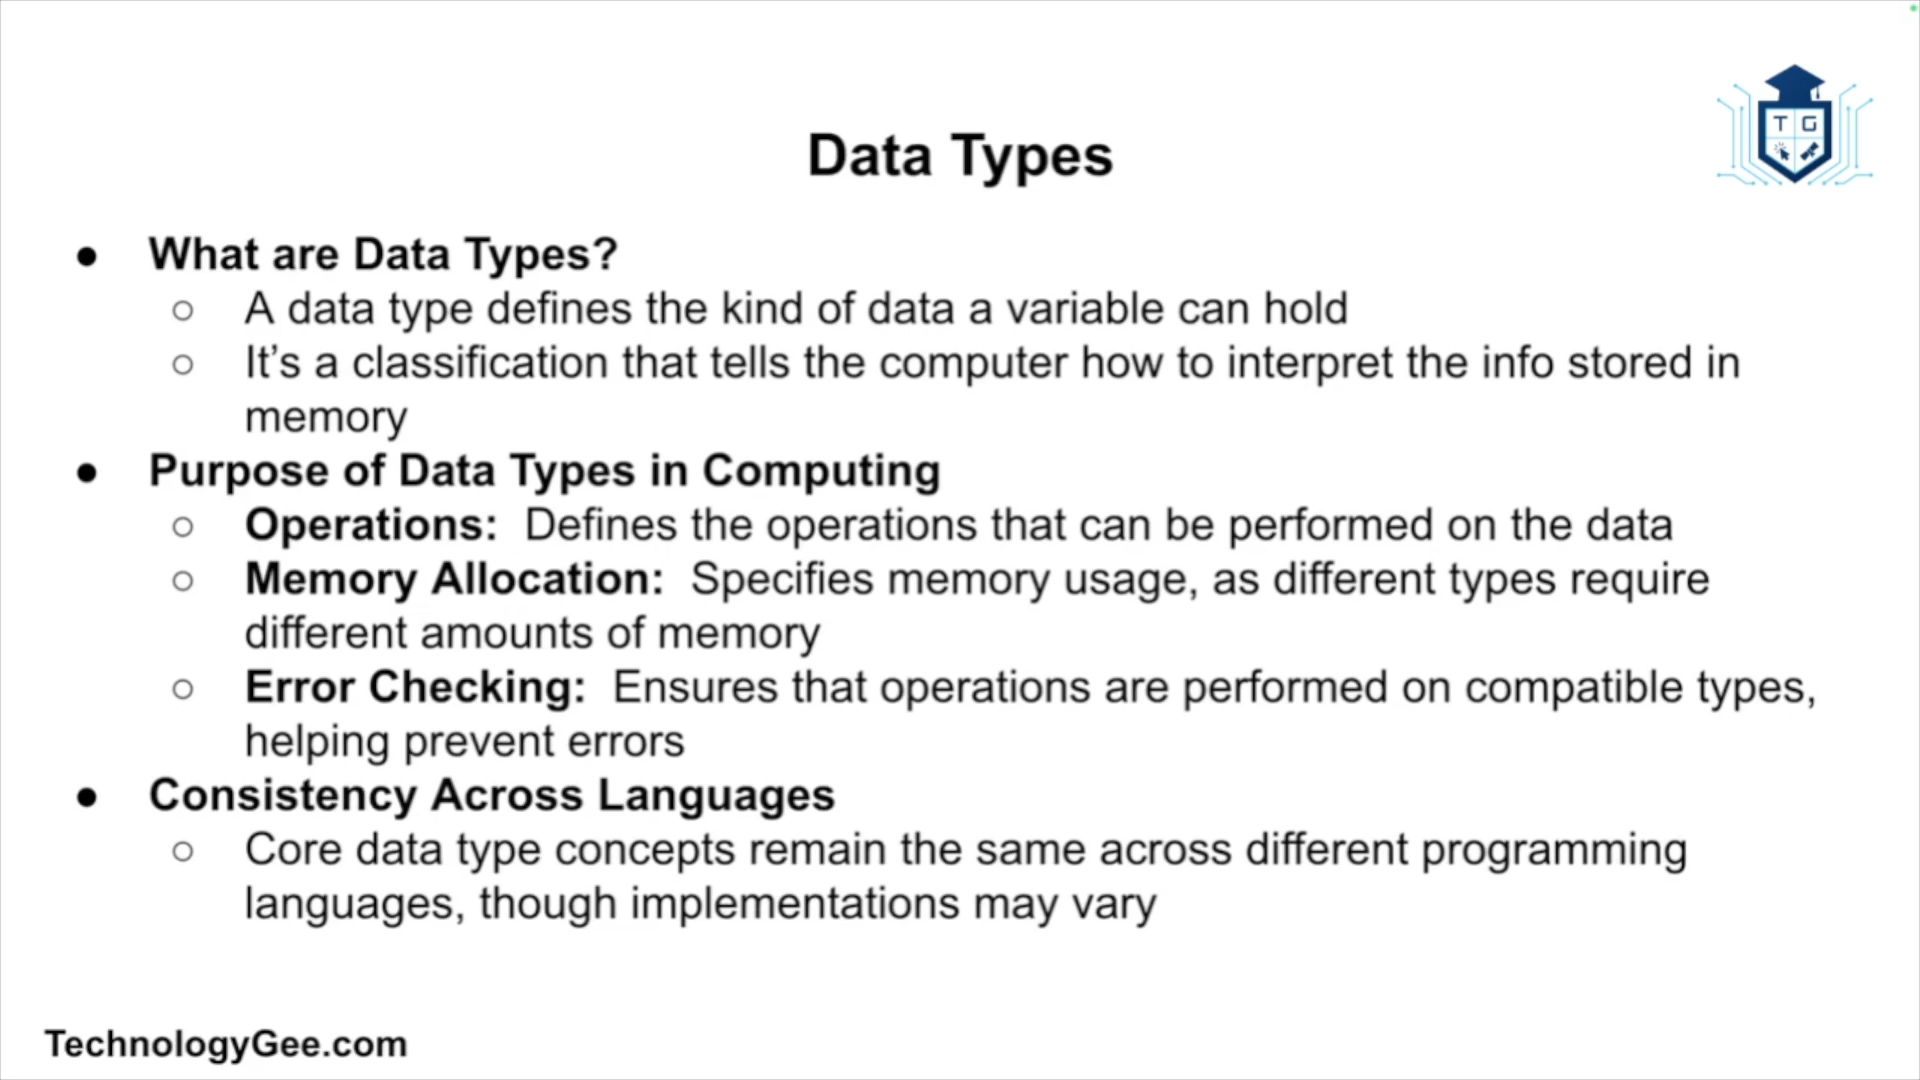 Data Types
T G
● What are Data Types?
○ A data type defines the kind of data a variable can hold
○ It’s a classification that tells the computer how to interpret the info stored in
memory
● Purpose of Data Types in Computing
○ Operations: Defines the operations that can be performed on the data
○ Memory Allocation: Specifies memory usage, as different types require
different amounts of memory
○ Error Checking: Ensures that operations are performed on compatible types,
helping prevent errors
● Consistency Across Languages
○ Core data type concepts remain the same across different programming
languages, though implementations may vary
TechnologyGee.com